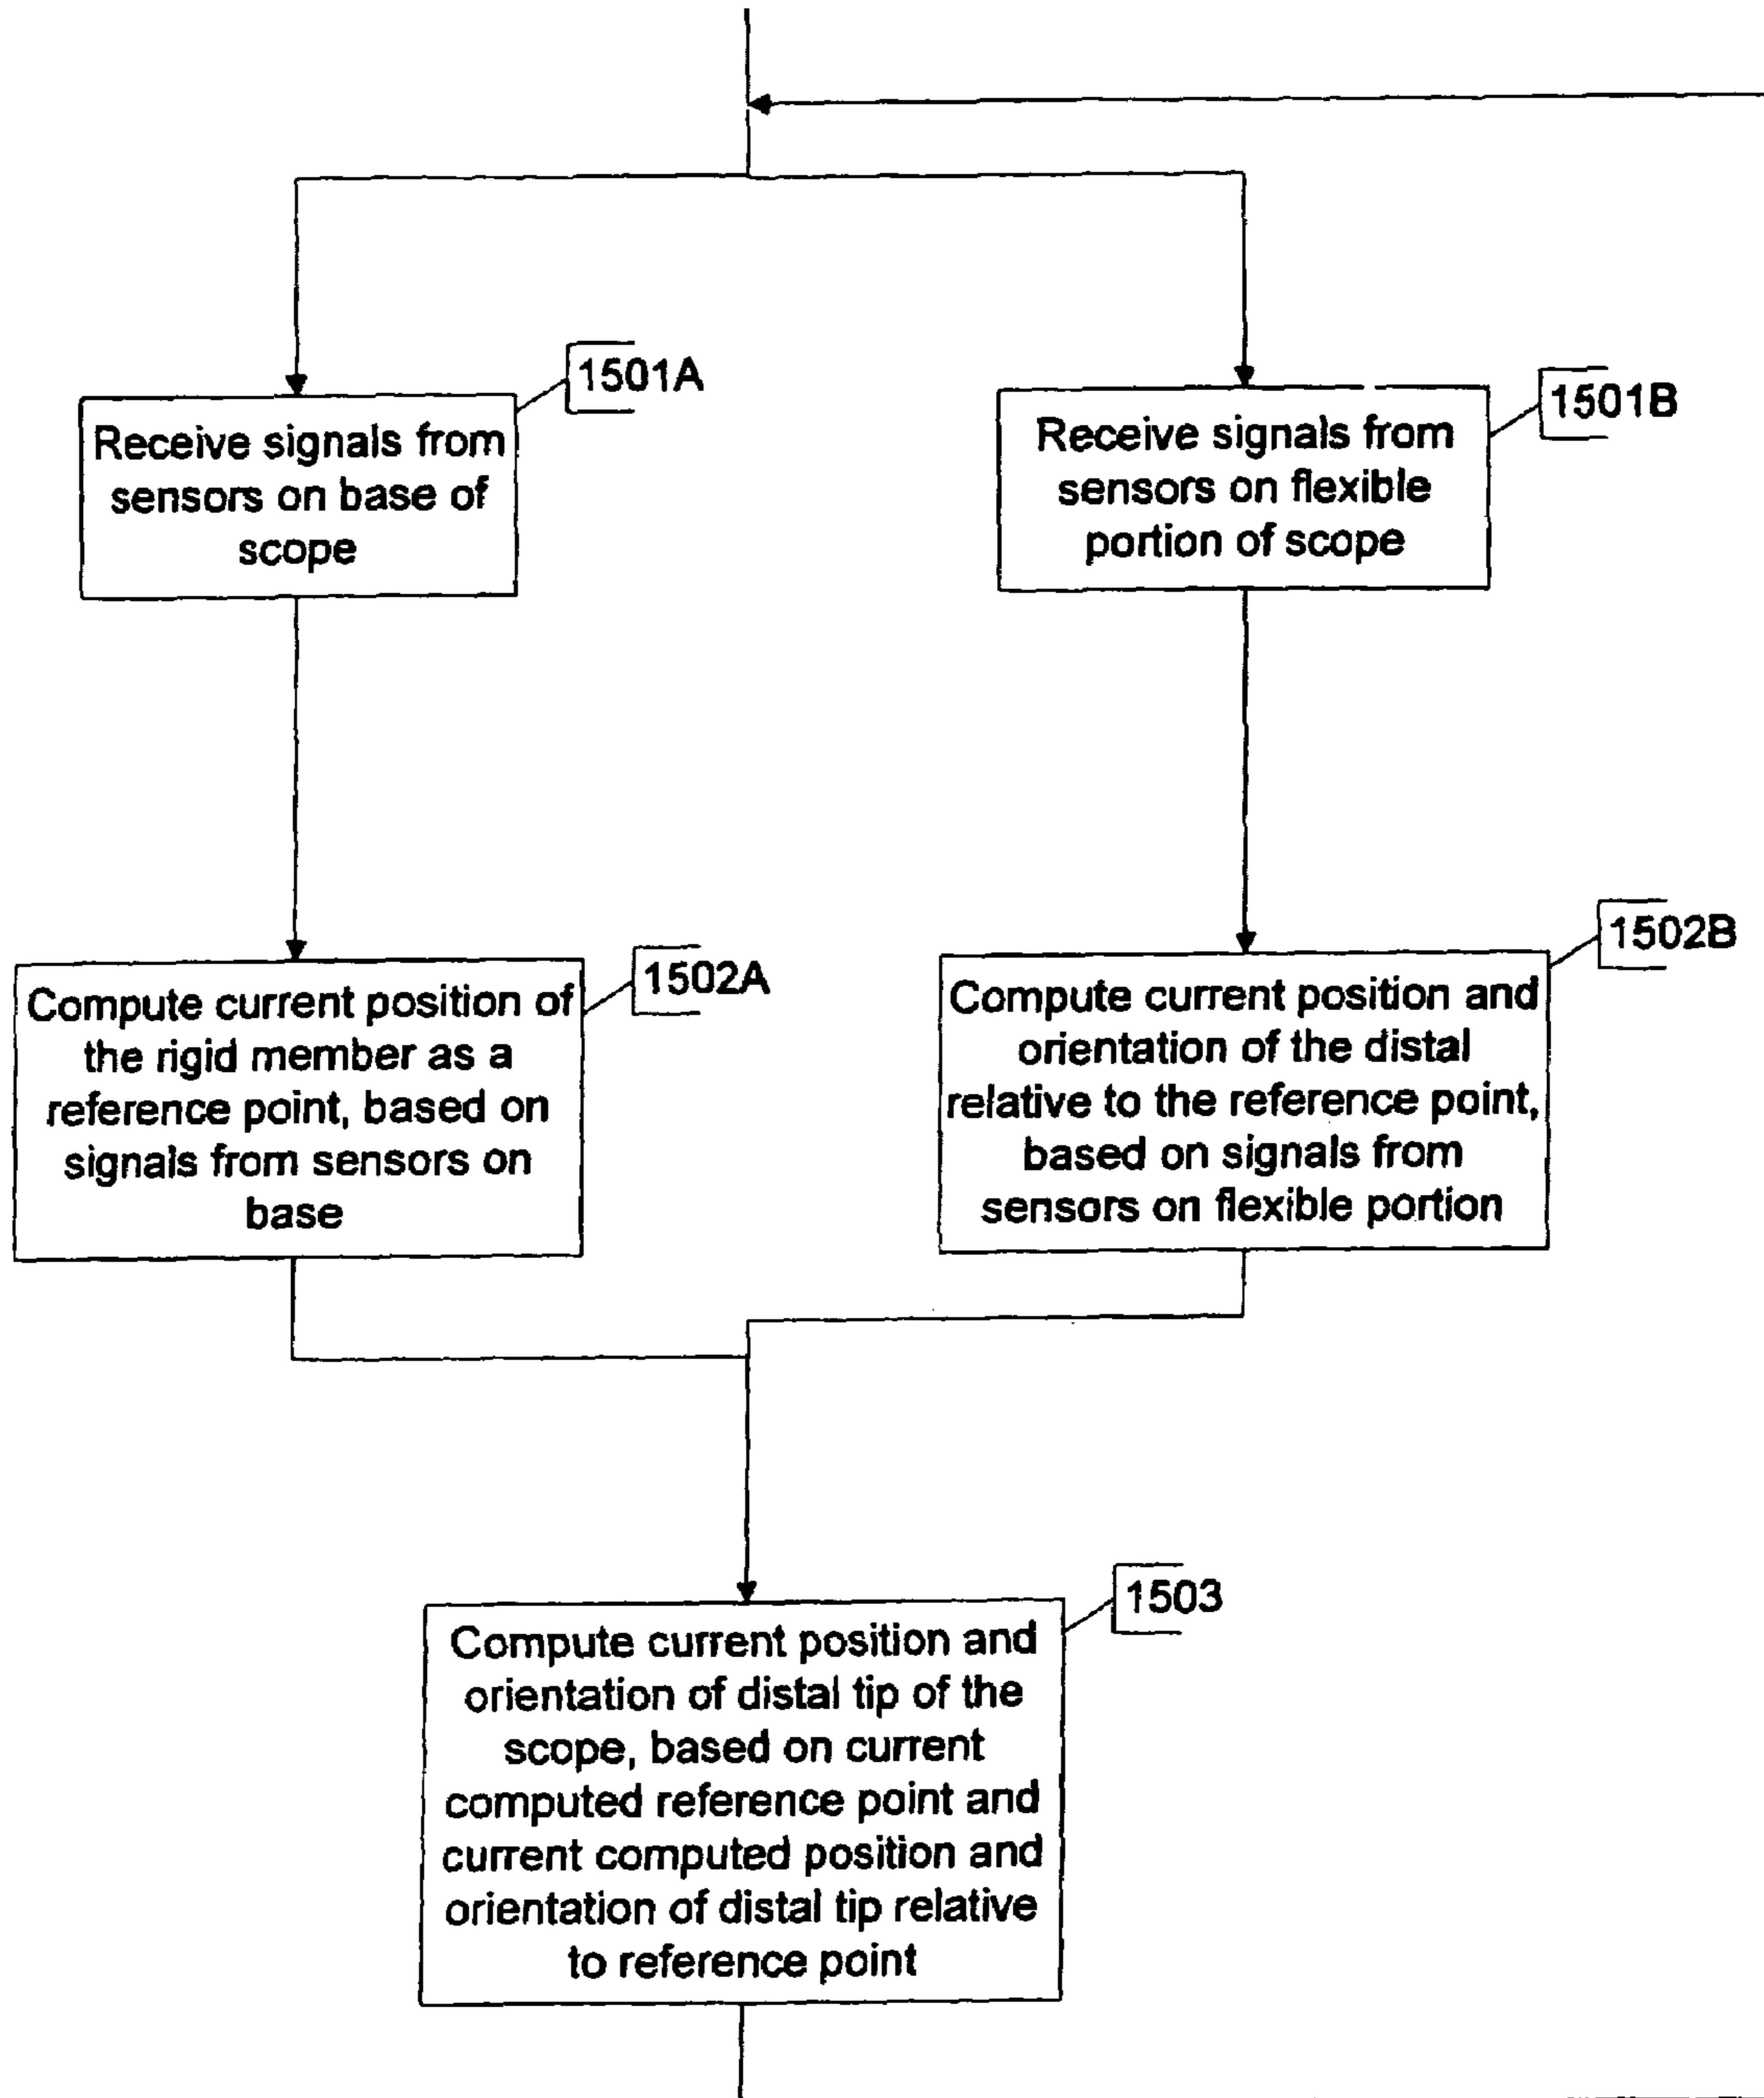 1501A
Receive signals from
sensors on base of
scope
1501B
Receive signals from
sensors on flexible
portion of scope
1502A
Compute current position of
the rigid member as a
reference point, based on
signals from sensors on
base
1502B
Compute current position and
orientation of the distal
relative to the reference point,
based on signals from
sensors on flexible portion
1503
Compute current position and
orientation of distal tip of the
scope, based on current
computed reference point and
current computed position and
orientation of distal tip relative
to reference point